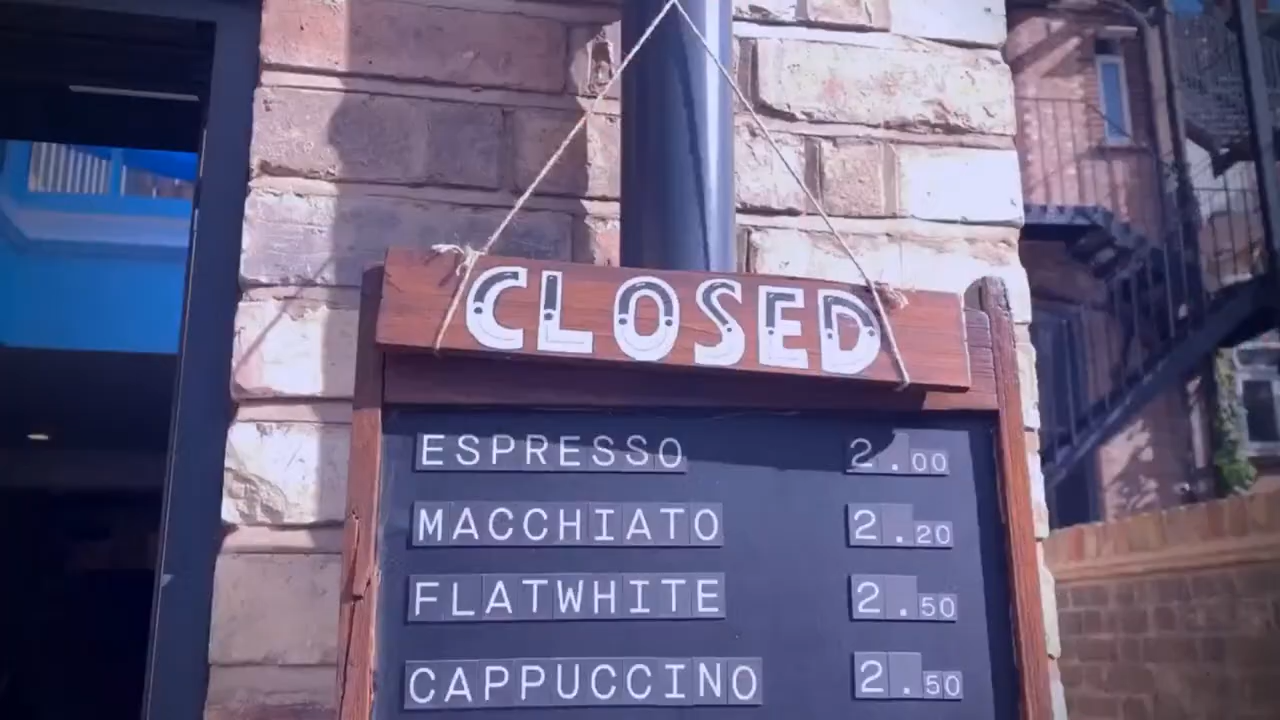 CLOSED
ESPRESSO 2.00
MACCHIATO 2.20
FLATWHITE 2.50
CAPPUCCINO 2.50